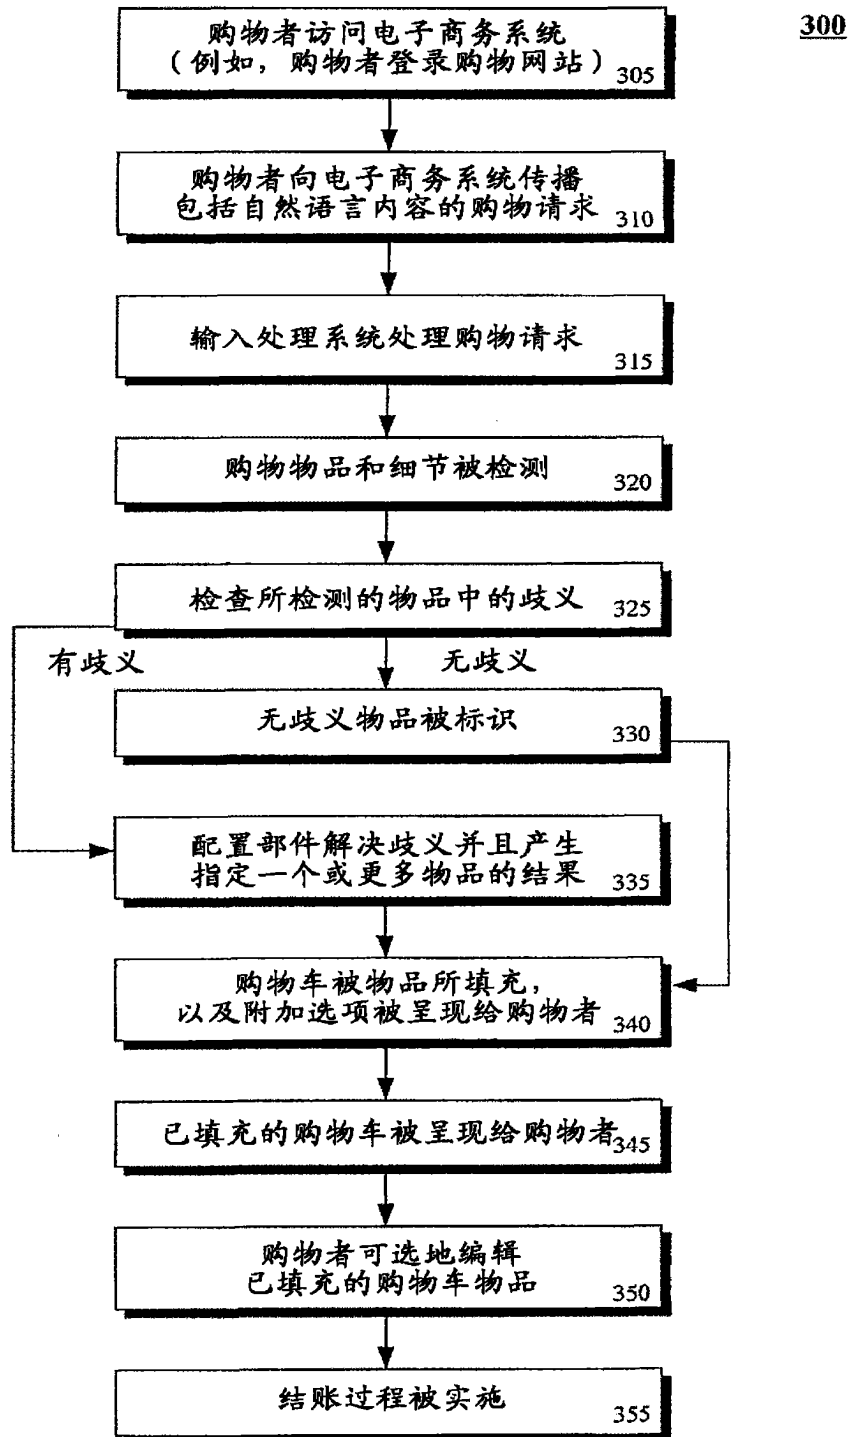 300
购物者访问电子商务系统
(例如，购物者登录购物网站)
305
购物者向电子商务系统传播
包括自然语言内容的购物请求
310
输入处理系统处理购物请求
315
购物物品和细节被检测
320
检查所检测的物品中的歧义
325
有歧义
无歧义
无歧义物品被标识
330
配置部件解决歧义并且产生
指定一个或更多物品的结果
335
购物车被物品所填充，
以及附加选项被呈现给购物者
340
已填充的购物车被呈现给购物者
345
购物者可选地编辑
已填充的购物车物品
350
结账过程被实施
355